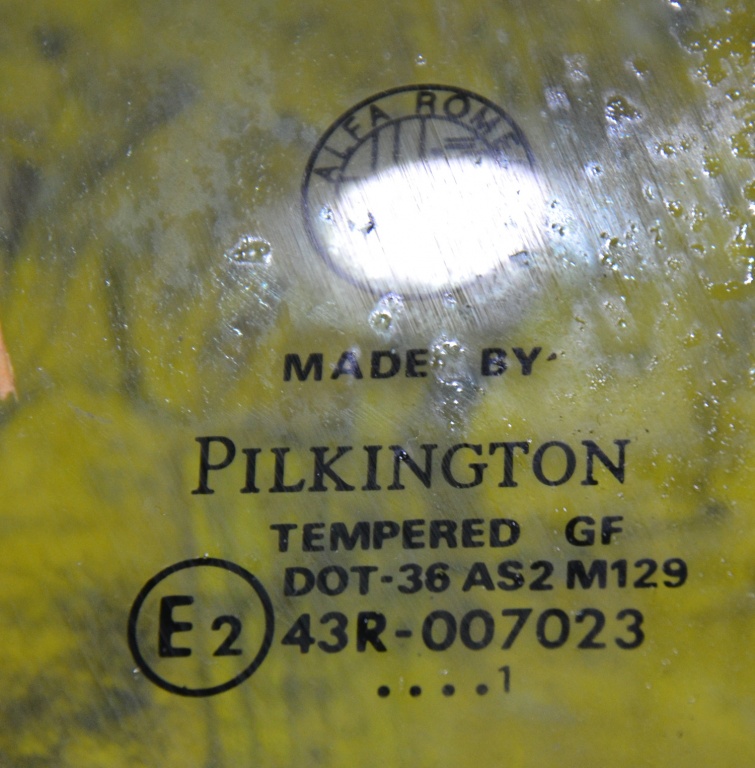 ALFA ROME
MADE BY
PILKINGTON
TEMPERED GF
DOT-36 AS2 M129
E2 43R-007023
....1